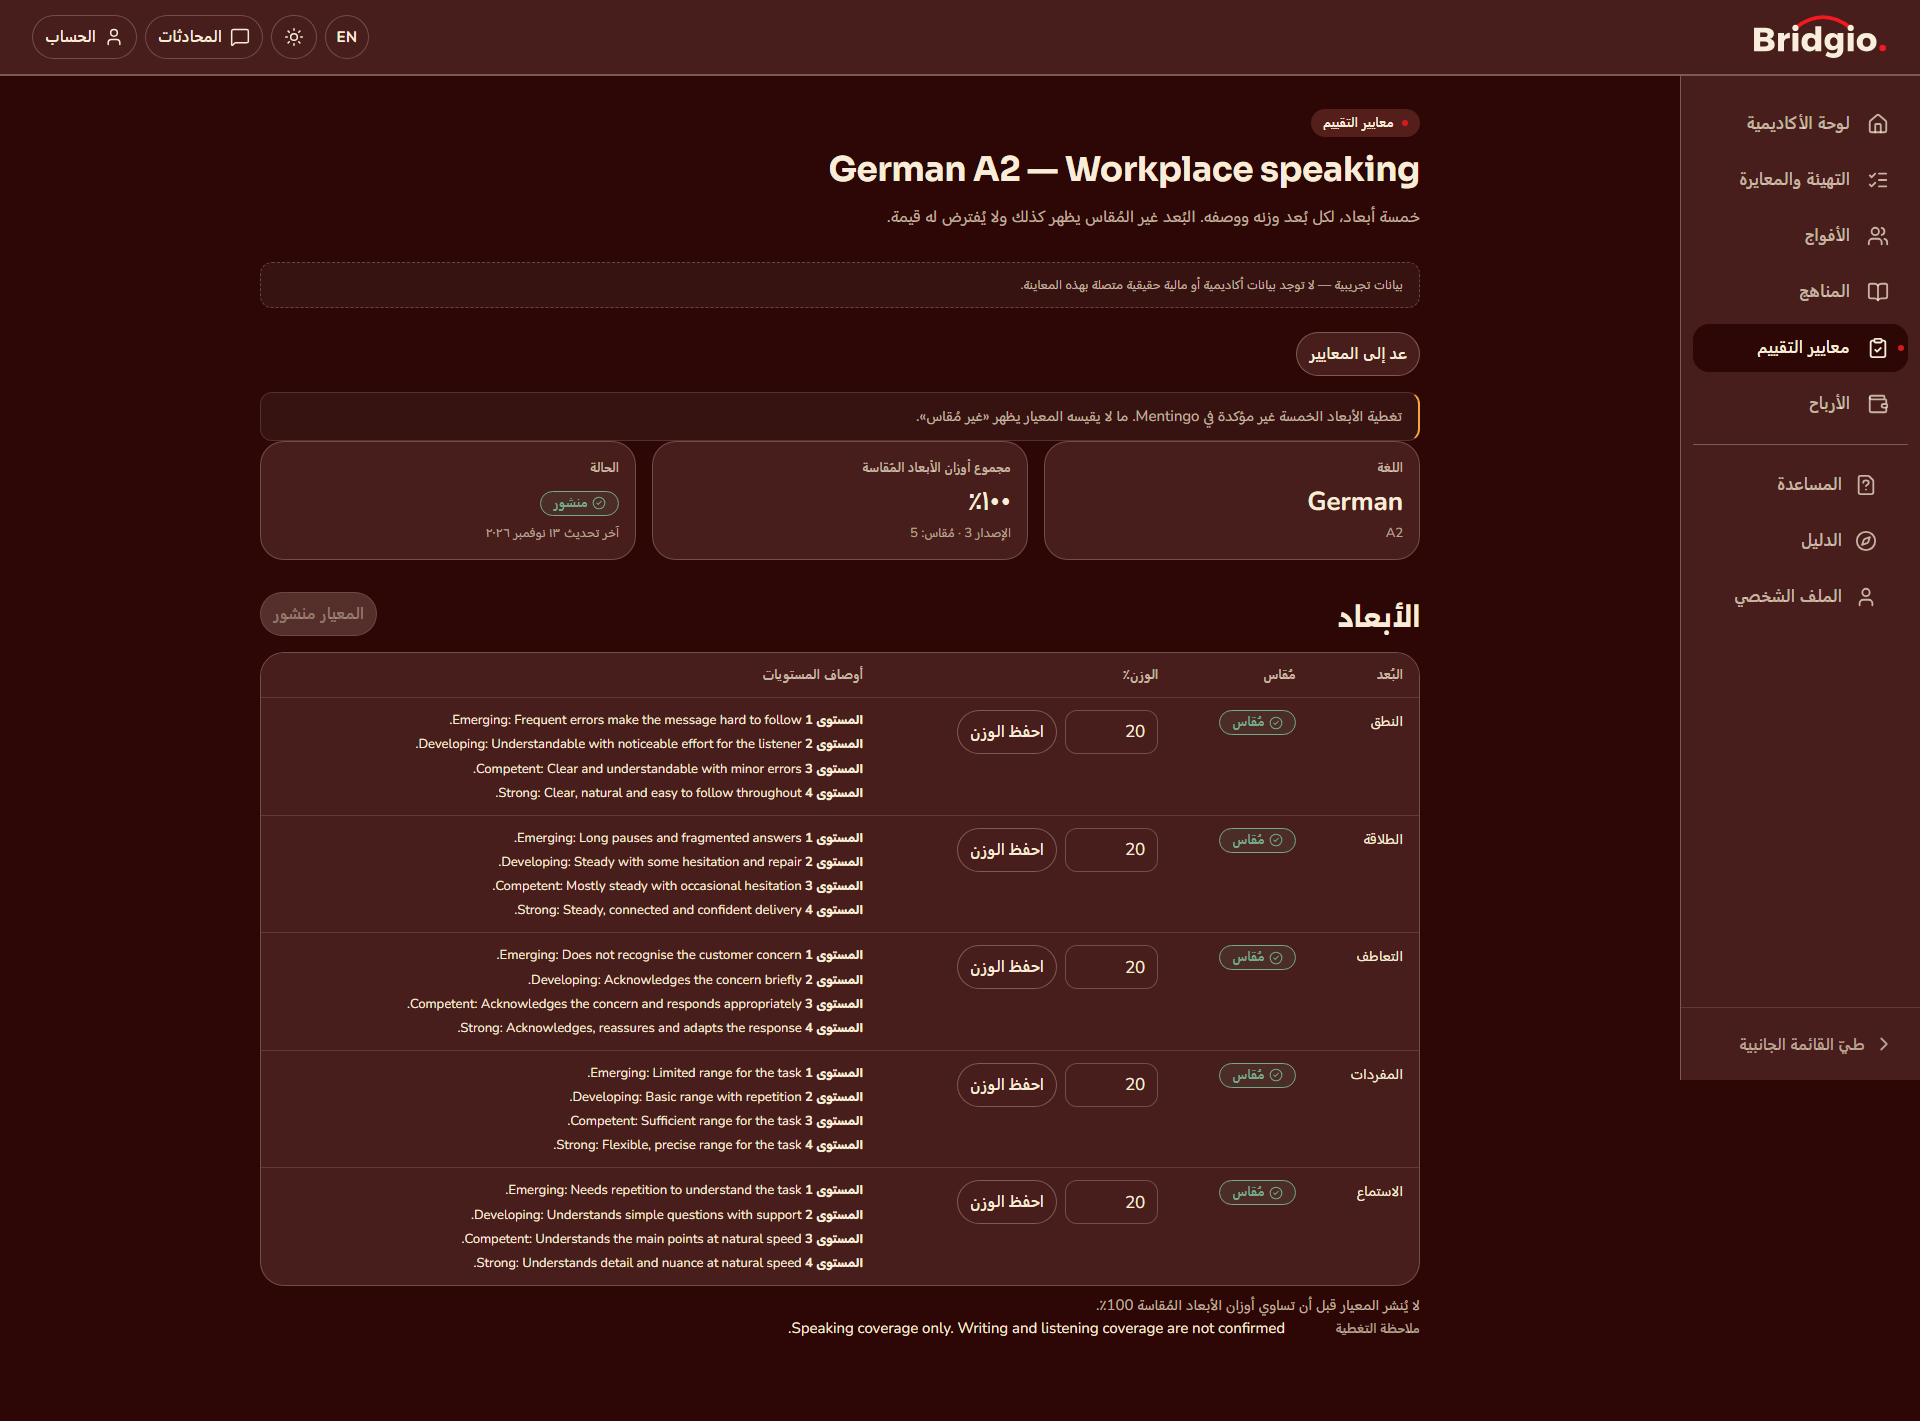 Bridgio.
EN
المحادثات
الحساب
لوحة الأكاديمية
التهيئة والمعايرة
الأفواج
المناهج
معايير التقييم
الأرباح
المساعدة
الدليل
الملف الشخصي
طيّ القائمة الجانبية
معايير التقييم
German A2 — Workplace speaking
خمسة أبعاد، لكل بُعد وزنه ووصفه. البُعد غير المُقاس يظهر كذلك ولا يُفترض له قيمة.
بيانات تجريبية — لا توجد بيانات أكاديمية أو مالية حقيقية متصلة بهذه المعاينة.
عد إلى المعايير
تغطية الأبعاد الخمسة غير مؤكدة في Mentingo. ما لا يقيسه المعيار يظهر «غير مُقاس».
اللغة
German
A2
مجموع أوزان الأبعاد المُقاسة
١٠٠٪
الإصدار 3 · مُقاس: 5
الحالة
منشور
آخر تحديث ١٣ نوفمبر ٢٠٢٦
الأبعاد
المعيار منشور
البُعد مُقاس الوزن٪ أوصاف المستويات
النطق مُقاس 20 احفظ الوزن
المستوى 1 Emerging: Frequent errors make the message hard to follow.
المستوى 2 Developing: Understandable with noticeable effort for the listener.
المستوى 3 Competent: Clear and understandable with minor errors.
المستوى 4 Strong: Clear, natural and easy to follow throughout.
الطلاقة مُقاس 20 احفظ الوزن
المستوى 1 Emerging: Long pauses and fragmented answers.
المستوى 2 Developing: Steady with some hesitation and repair.
المستوى 3 Competent: Mostly steady with occasional hesitation.
المستوى 4 Strong: Steady, connected and confident delivery.
التعاطف مُقاس 20 احفظ الوزن
المستوى 1 Emerging: Does not recognise the customer concern.
المستوى 2 Developing: Acknowledges the concern briefly.
المستوى 3 Competent: Acknowledges the concern and responds appropriately.
المستوى 4 Strong: Acknowledges, reassures and adapts the response.
المفردات مُقاس 20 احفظ الوزن
المستوى 1 Emerging: Limited range for the task.
المستوى 2 Developing: Basic range with repetition.
المستوى 3 Competent: Sufficient range for the task.
المستوى 4 Strong: Flexible, precise range for the task.
الاستماع مُقاس 20 احفظ الوزن
المستوى 1 Emerging: Needs repetition to understand the task.
المستوى 2 Developing: Understands simple questions with support.
المستوى 3 Competent: Understands the main points at natural speed.
المستوى 4 Strong: Understands detail and nuance at natural speed.
لا يُنشر المعيار قبل أن تساوي أوزان الأبعاد المُقاسة 100٪.
ملاحظة التغطية Speaking coverage only. Writing and listening coverage are not confirmed.